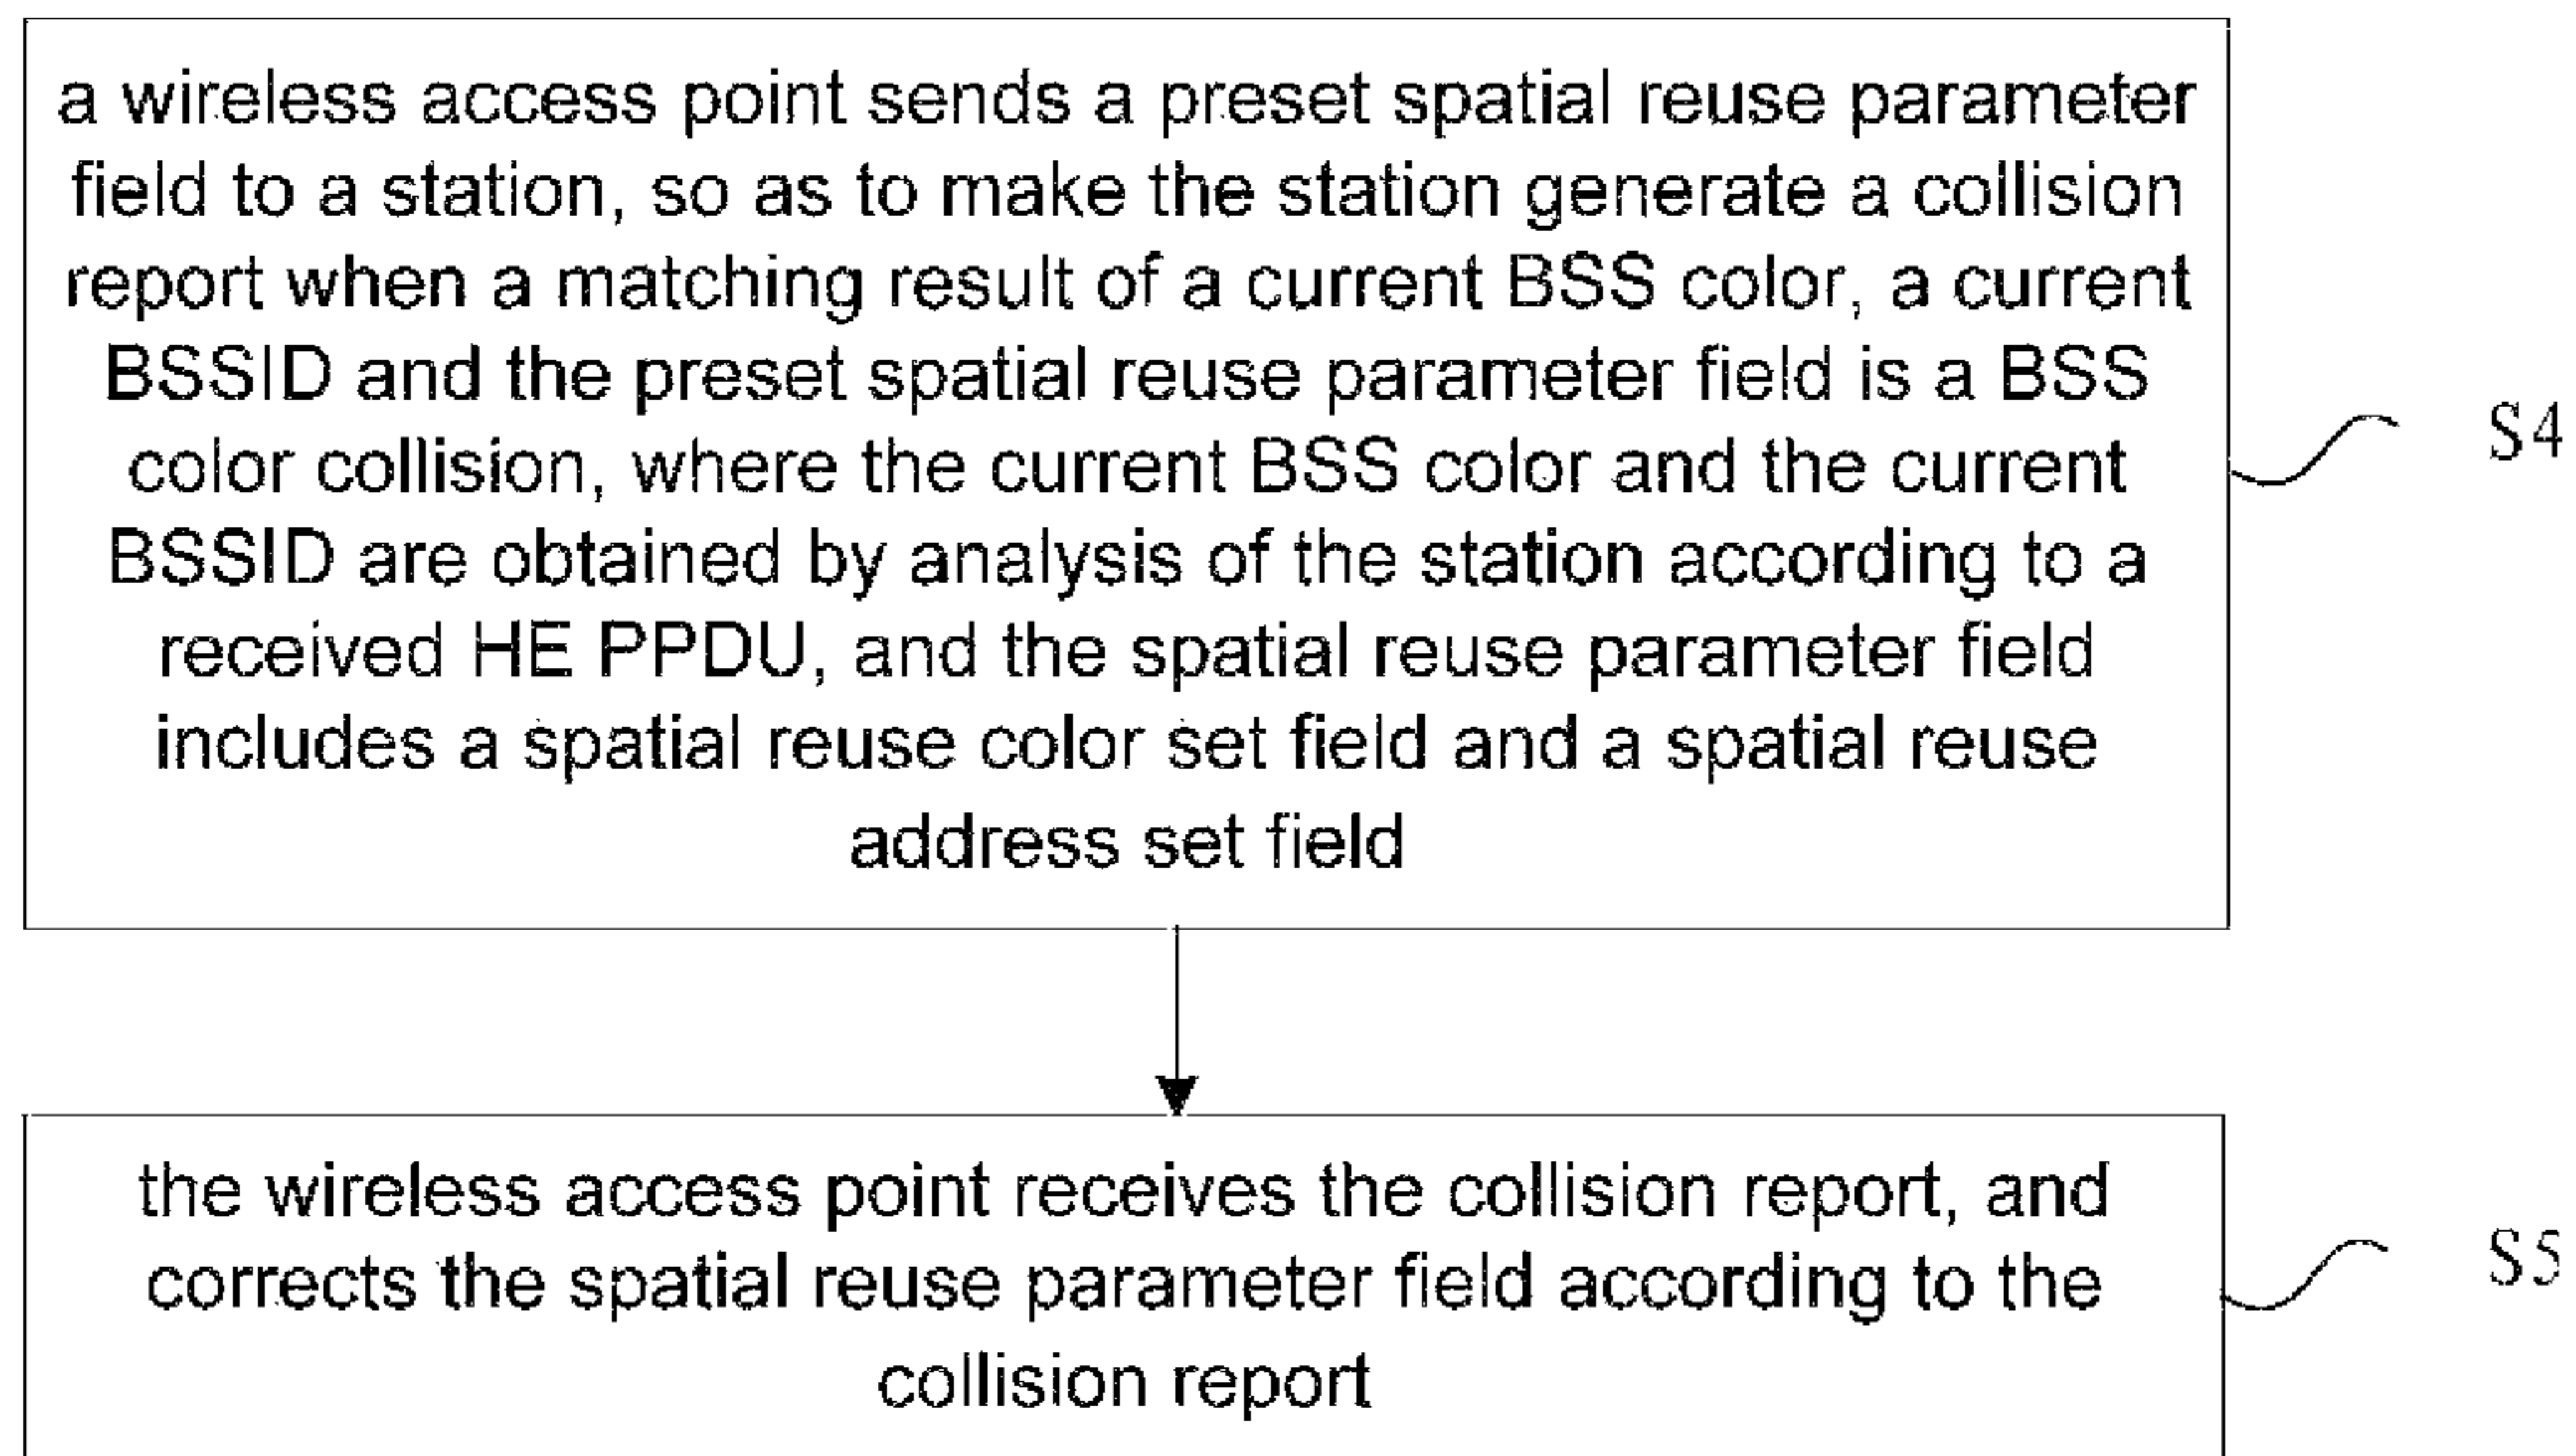 a wireless access point sends a preset spatial reuse parameter
field to a station, so as to make the station generate a collision
report when a matching result of a current BSS color, a current
BSSID and the preset spatial reuse parameter field is a BSS
color collision, where the current BSS color and the current
BSSID are obtained by analysis of the station according to a
received HE PPDU, and the spatial reuse parameter field
includes a spatial reuse color set field and a spatial reuse
address set field
S4
the wireless access point receives the collision report, and
corrects the spatial reuse parameter field according to the
collision report
S5